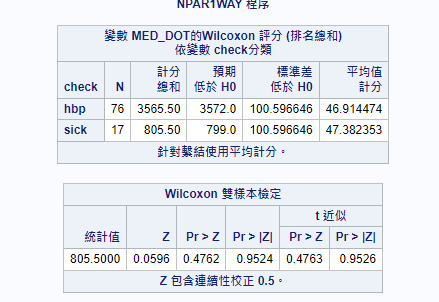 NPAR1WAY 程序
變數 MED_DOT的Wilcoxon 評分 (排名總和)
依變數 check分類
check N 計分總和 預期低於 H0 標準差低於 H0 平均值計分
hbp 76 3565.50 3572.0 100.596646 46.914474
sick 17 805.50 799.0 100.596646 47.382353
針對繫結使用平均計分。
Wilcoxon 雙樣本檢定
t 近似
統計值 Z Pr > Z Pr > |Z| Pr > Z Pr > |Z|
805.5000 0.0596 0.4762 0.9524 0.4763 0.9526
Z 包含連續性校正 0.5。